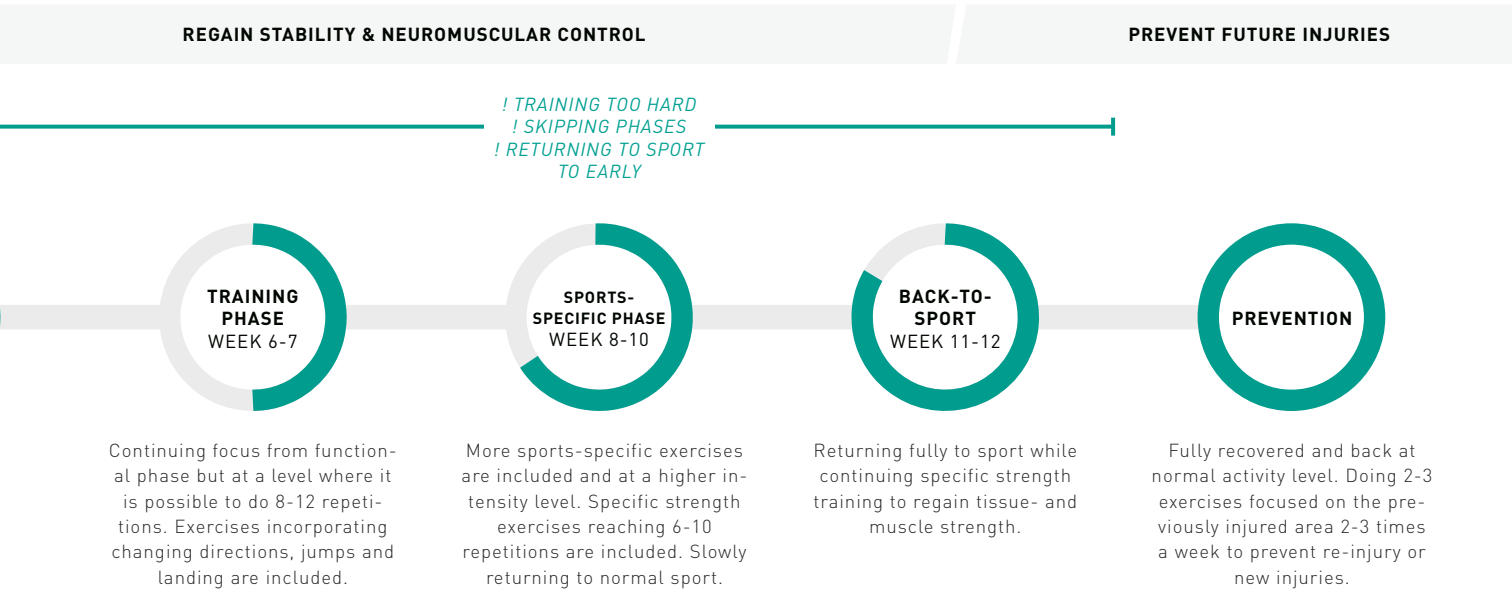 REGAIN STABILITY & NEUROMUSCULAR CONTROL
PREVENT FUTURE INJURIES
! TRAINING TOO HARD
! SKIPPING PHASES
! RETURNING TO SPORT
TO EARLY
TRAINING
PHASE
WEEK 6-7
Continuing focus from function-
al phase but at a level where it
is possible to do 8-12 repeti-
tions. Exercises incorporating
changing directions, jumps and
landing are included.
SPORTS-
SPECIFIC PHASE
WEEK 8-10
More sports-specific exercises
are included and at a higher in-
tensity level. Specific strength
exercises reaching 6-10
repetitions are included. Slowly
returning to normal sport.
BACK-TO-
SPORT
WEEK 11-12
Returning fully to sport while
continuing specific strength
training to regain tissue- and
muscle strength.
PREVENTION
Fully recovered and back at
normal activity level. Doing 2-3
exercises focused on the pre-
viously injured area 2-3 times
a week to prevent re-injury or
new injuries.